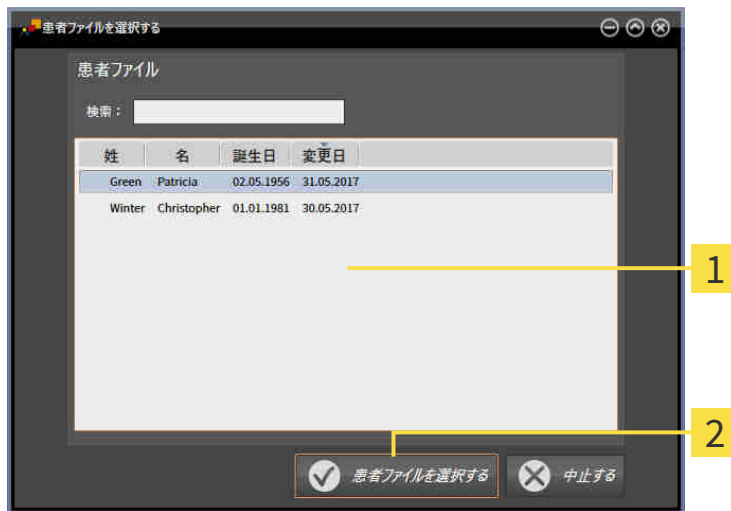 患者ファイルを選択する
患者ファイル
検索：
姓 名 誕生日 変更日
Green Patricia 02.05.1956 31.05.2017
Winter Christopher 01.01.1981 30.05.2017
1
2
患者ファイルを選択する 中止する